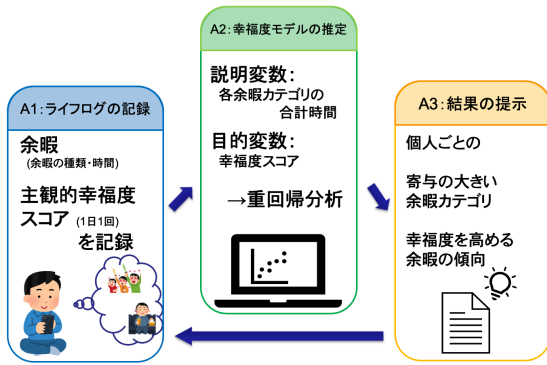 A1:ライフログの記録
余暇
(余暇の種類・時間)
主観的幸福度
スコア (1日1回)
を記録
A2:幸福度モデルの推定
説明変数:
各余暇カテゴリの
合計時間
目的変数:
幸福度スコア
→重回帰分析
A3:結果の提示
個人ごとの
寄与の大きい
余暇カテゴリ
幸福度を高める
余暇の傾向